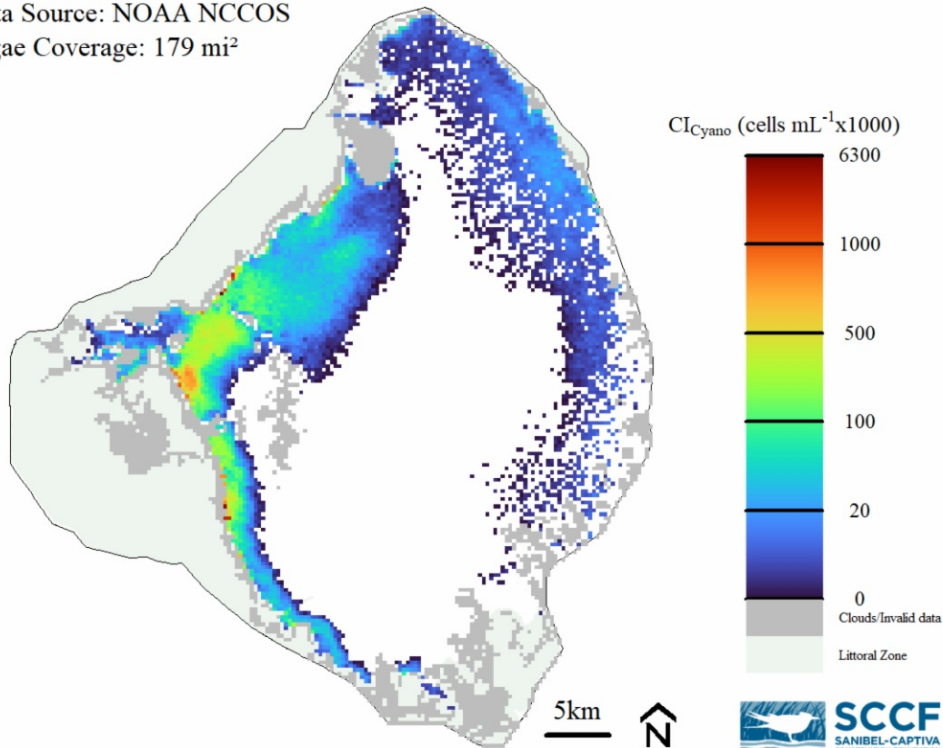 ta Source: NOAA NCCOS
gae Coverage: 179 mi²
CI_Cyano (cells mL⁻¹x1000)
6300
1000
500
100
20
0
Clouds/Invalid data
Littoral Zone
5km
N
SCCF
SANIBEL-CAPTIVA